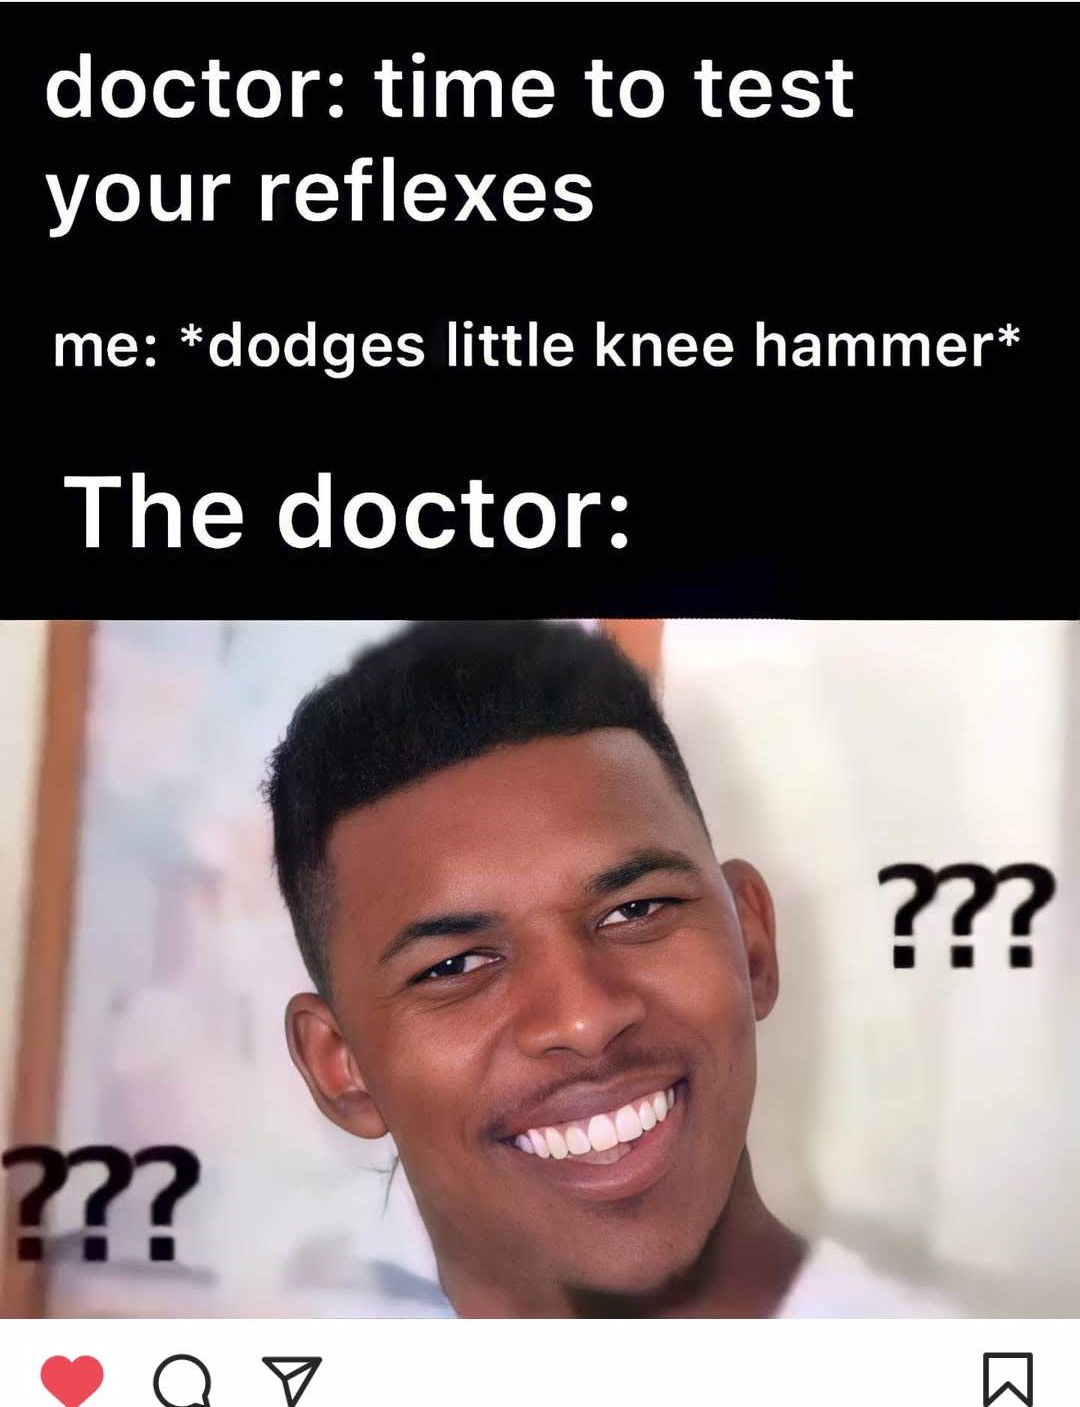 doctor: time to test
your reflexes
me: *dodges little knee hammer*
The doctor:
???
???